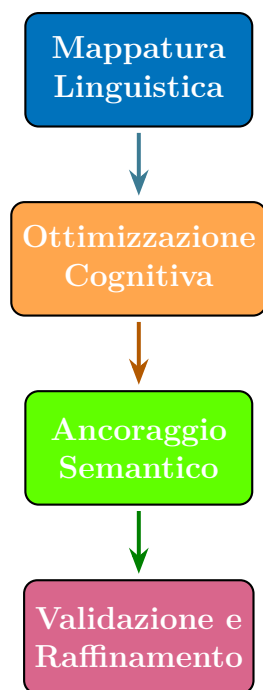 Mappatura
Linguistica
Ottimizzazione
Cognitiva
Ancoraggio
Semantico
Validazione e
Raffinamento